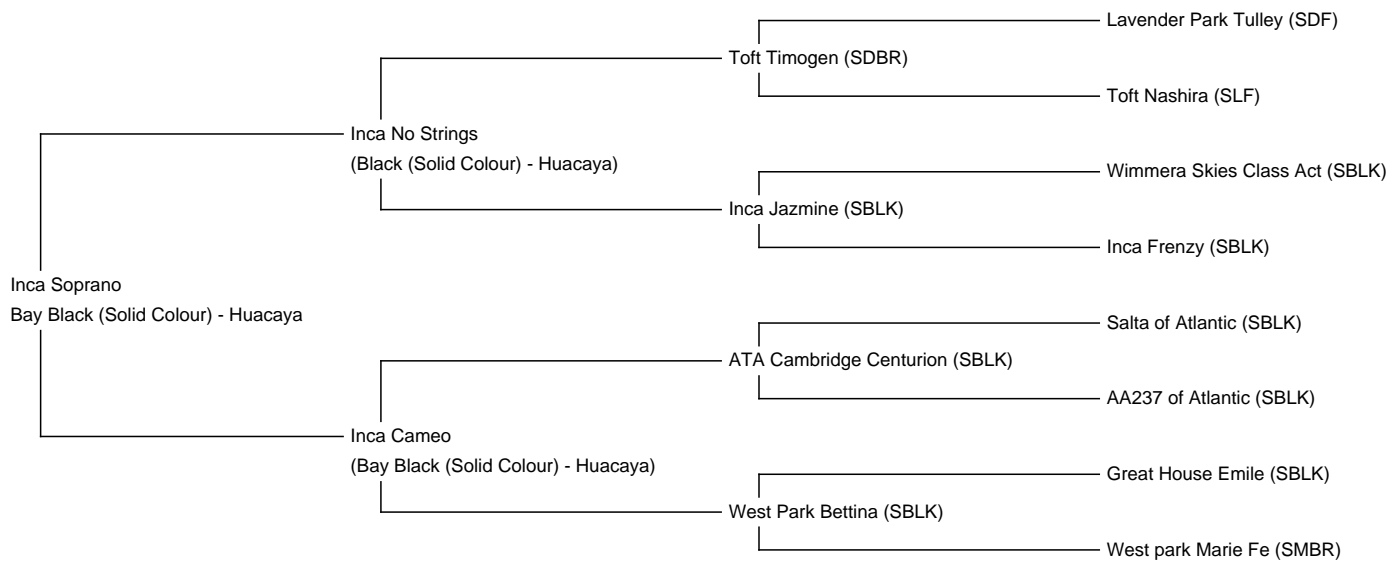 Lavender Park Tulley (SDF)
Toft Timogen (SDBR)
Toft Nashira (SLF)
Inca No Strings
(Black (Solid Colour) - Huacaya)
Wimmera Skies Class Act (SBLK)
Inca Jazmine (SBLK)
Inca Frenzy (SBLK)
Inca Soprano
Bay Black (Solid Colour) - Huacaya
Salta of Atlantic (SBLK)
ATA Cambridge Centurion (SBLK)
AA237 of Atlantic (SBLK)
Inca Cameo
(Bay Black (Solid Colour) - Huacaya)
Great House Emile (SBLK)
West Park Bettina (SBLK)
West park Marie Fe (SMBR)